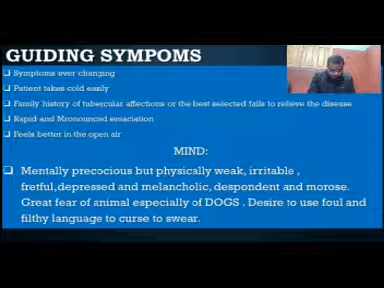 GUIDING SYMPOMS
❑ Symptoms ever changing
❑ Patient takes cold easily
❑ Family history of tubercular affections or the best selected fails to relieve the disease
❑ Rapid and Mronounced emaciation
❑ Feels better in the open air
MIND:
❑ Mentally precocious but physically weak, irritable ,
fretful,depressed and melancholic, despondent and morose.
Great fear of animal especially of DOGS . Desire to use foul and
filthy language to curse to swear.